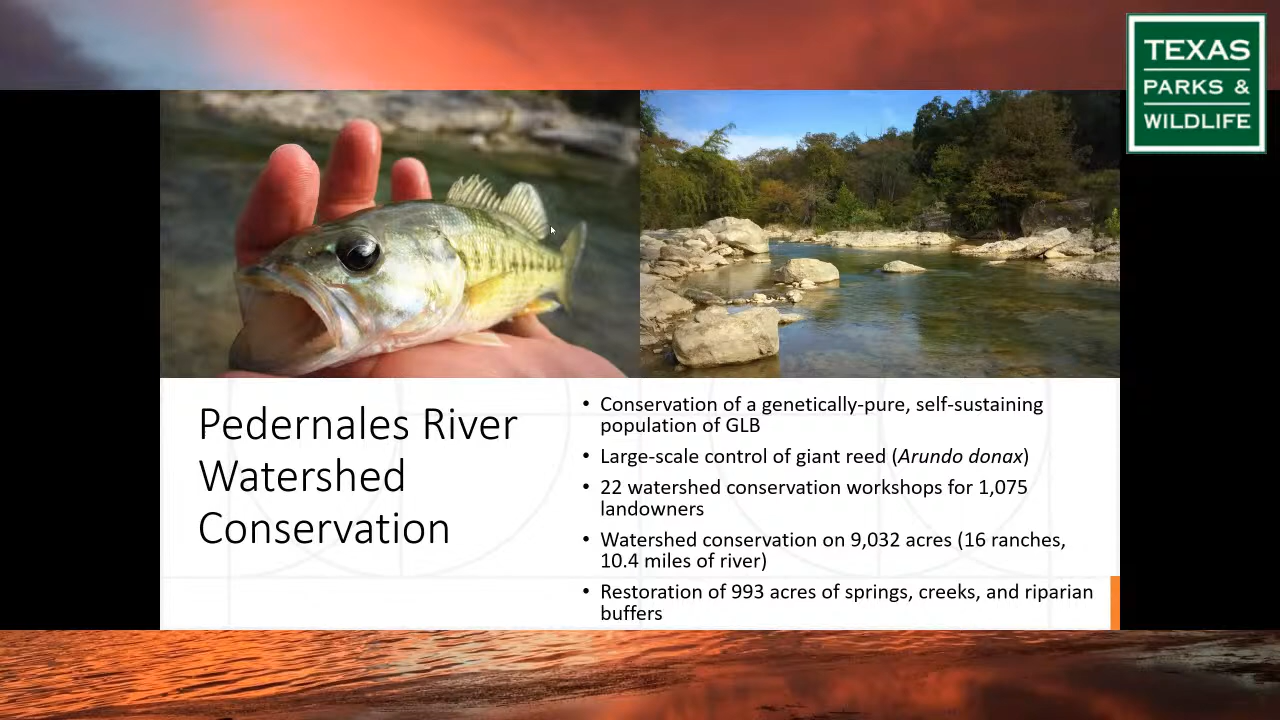 TEXAS
PARKS &
WILDLIFE
Pedernales River
Watershed
Conservation
• Conservation of a genetically-pure, self-sustaining
population of GLB
• Large-scale control of giant reed (Arundo donax)
• 22 watershed conservation workshops for 1,075
landowners
• Watershed conservation on 9,032 acres (16 ranches,
10.4 miles of river)
• Restoration of 993 acres of springs, creeks, and riparian
buffers